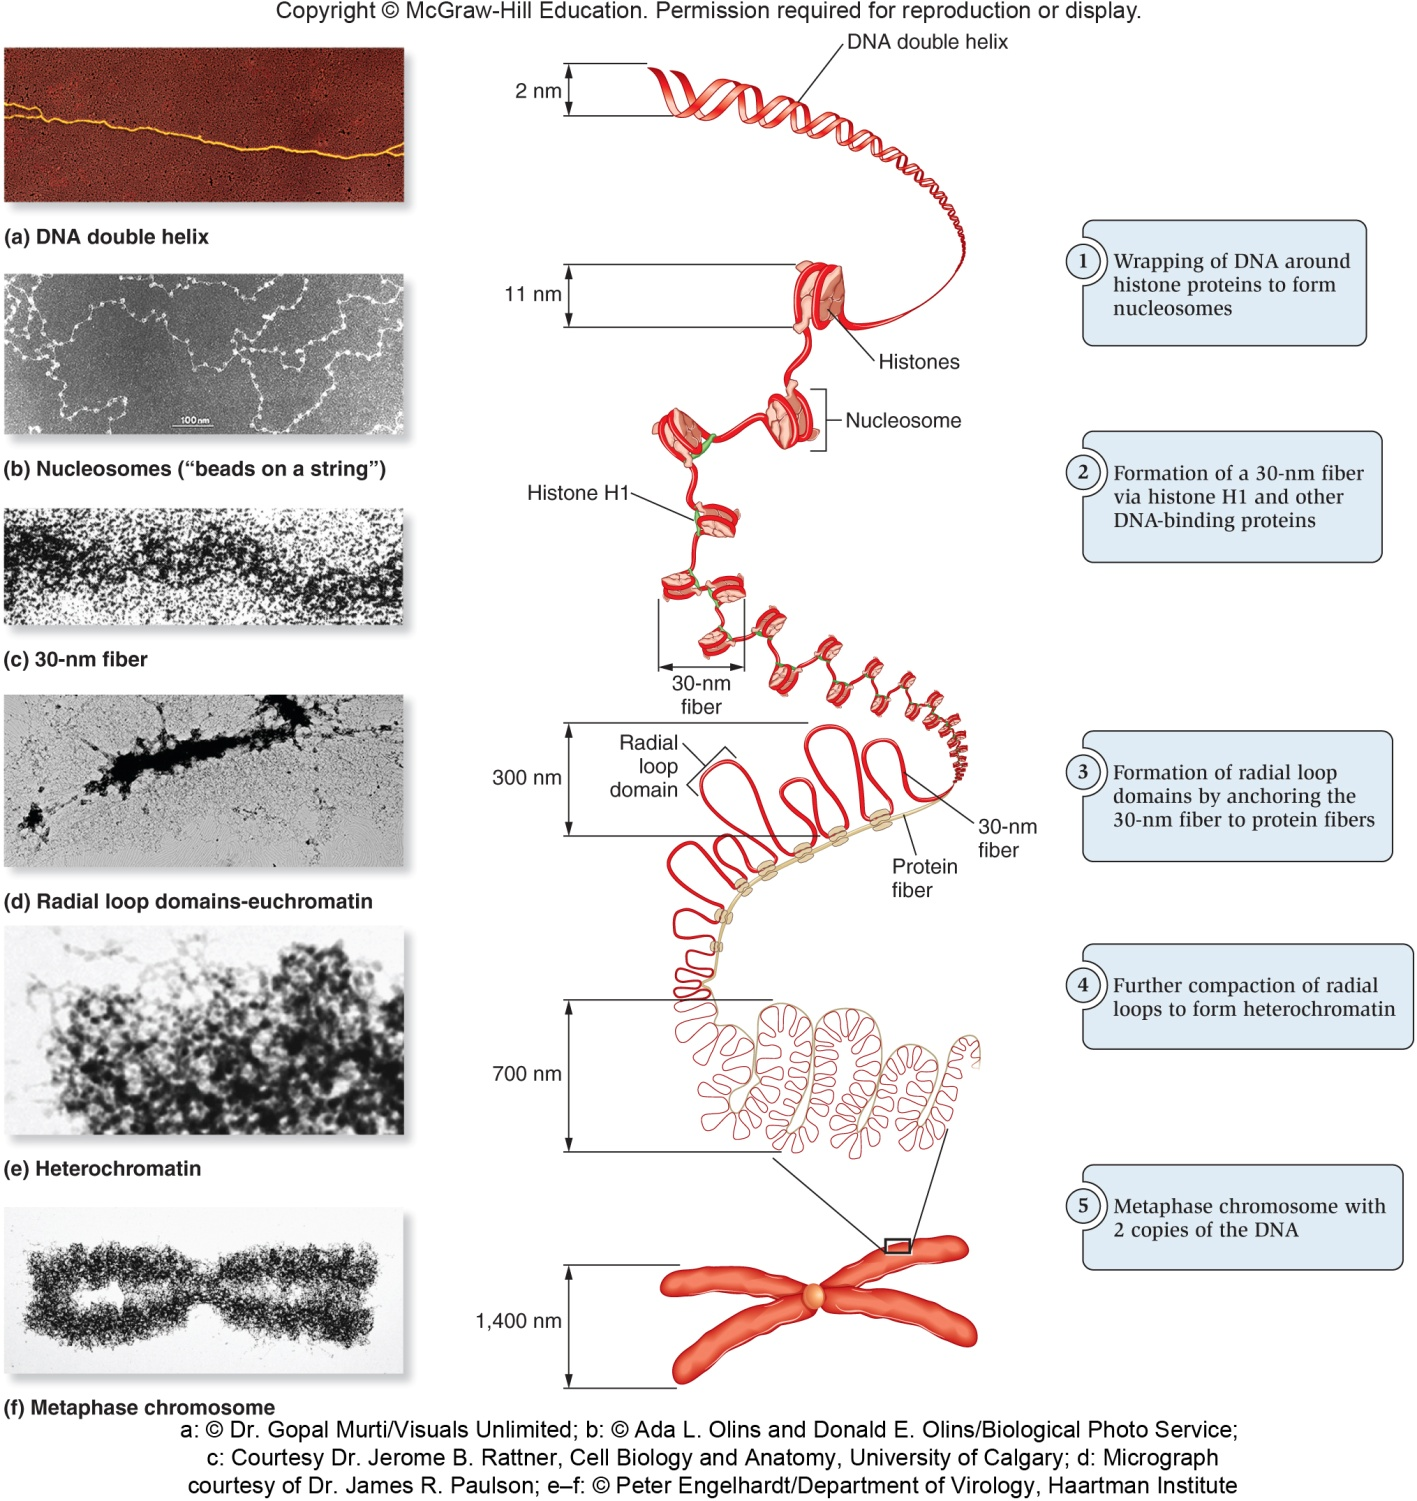 Copyright © McGraw-Hill Education. Permission required for reproduction or display.
DNA double helix
2 nm
(a) DNA double helix
11 nm
Histones
1
Wrapping of DNA around
histone proteins to form
nucleosomes
Nucleosome
100 nm
(b) Nucleosomes (“beads on a string”)
Histone H1
2
Formation of a 30-nm fiber
via histone H1 and other
DNA-binding proteins
(c) 30-nm fiber
30-nm
fiber
300 nm
Radial
loop
domain
30-nm
fiber
Protein
fiber
3
Formation of radial loop
domains by anchoring the
30-nm fiber to protein fibers
(d) Radial loop domains-euchromatin
4
Further compaction of radial
loops to form heterochromatin
700 nm
(e) Heterochromatin
5
Metaphase chromosome with
2 copies of the DNA
1,400 nm
(f) Metaphase chromosome
a: © Dr. Gopal Murti/Visuals Unlimited; b: © Ada L. Olins and Donald E. Olins/Biological Photo Service;
c: Courtesy Dr. Jerome B. Rattner, Cell Biology and Anatomy, University of Calgary; d: Micrograph
courtesy of Dr. James R. Paulson; e–f: © Peter Engelhardt/Department of Virology, Haartman Institute